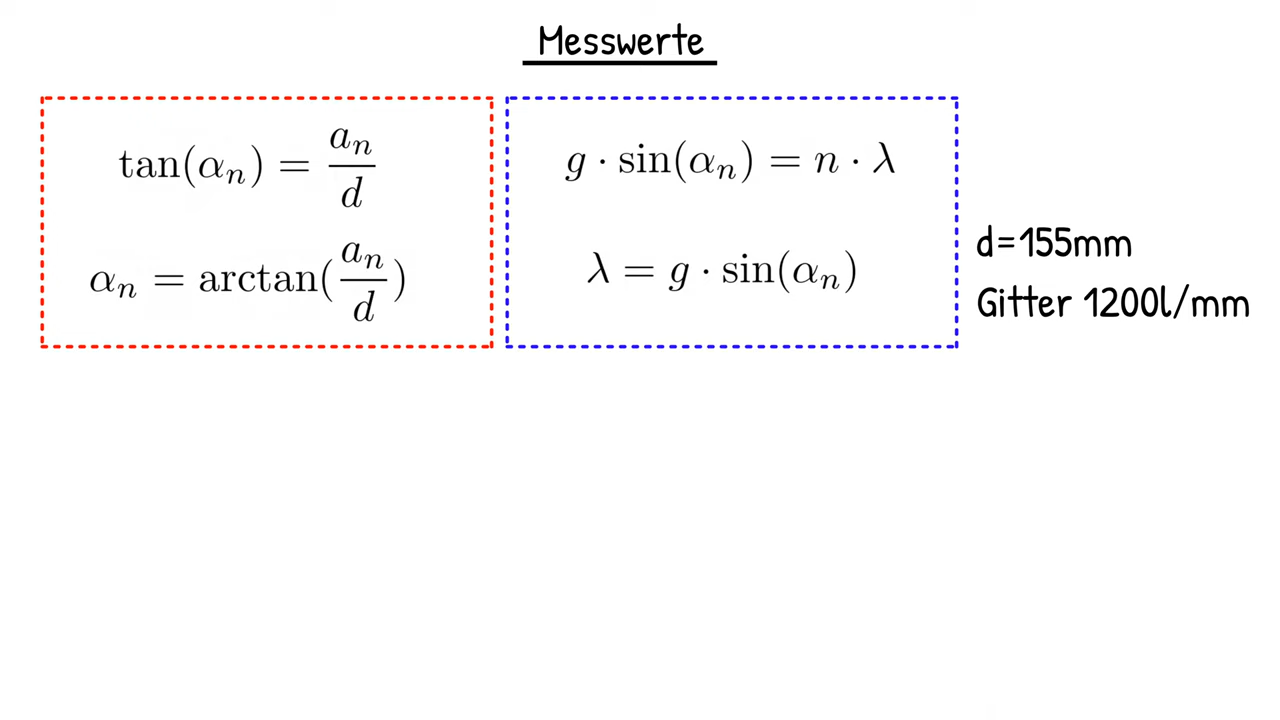 Messwerte
tan(αₙ) = aₙ/d
αₙ = arctan(aₙ/d)
g · sin(αₙ) = n · λ
λ = g · sin(αₙ)
d=155mm
Gitter 1200l/mm